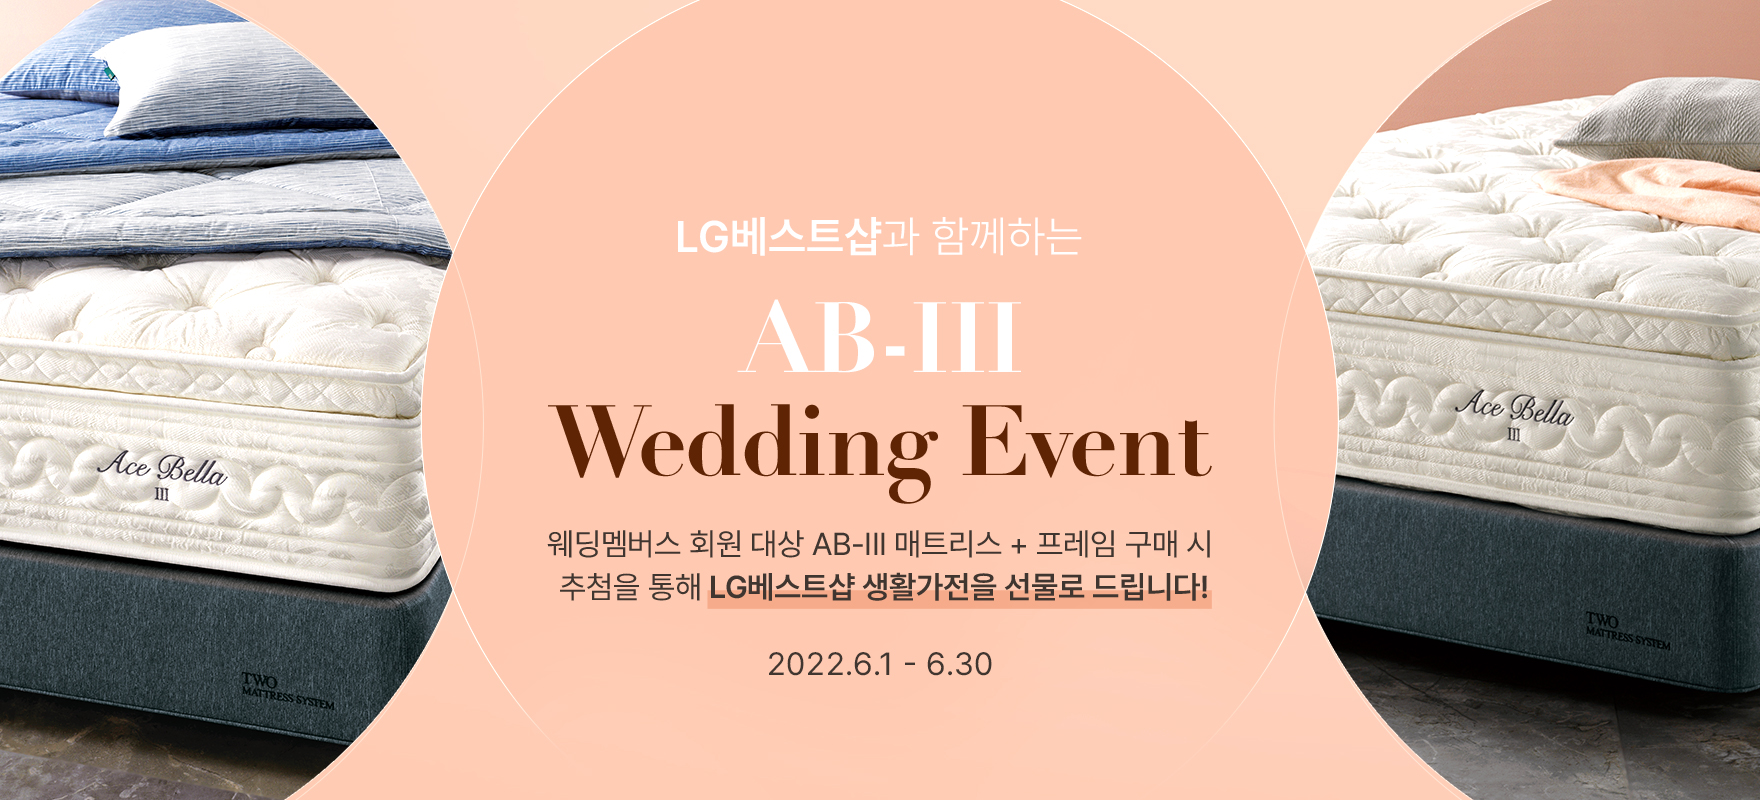 LG베스트샵과 함께하는
AB-III
Wedding Event
웨딩멤버스 회원 대상 AB-III 매트리스 + 프레임 구매 시
추첨을 통해 LG베스트샵 생활가전을 선물로 드립니다!
2022.6.1 - 6.30
Ace Bella
III
TWO
MATTRESS SYSTEM
Ace Bella
III
TWO
MATTRESS SYSTEM